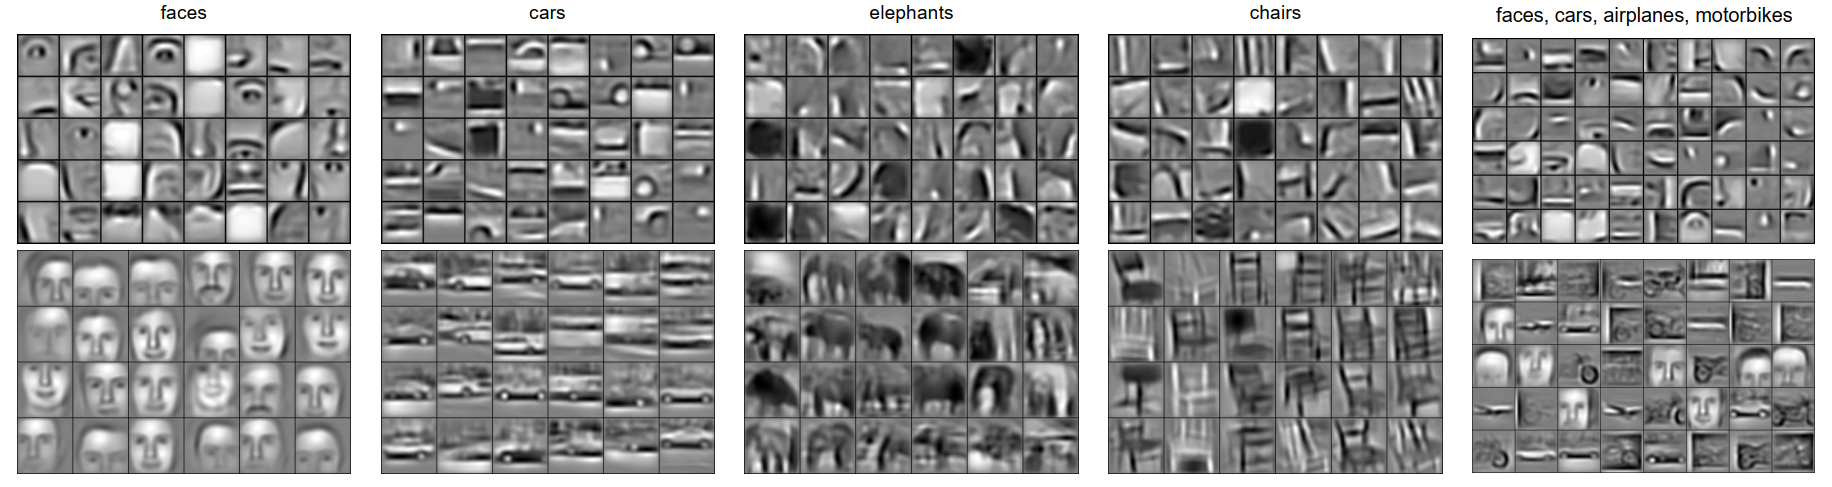 faces
cars
elephants
chairs
faces, cars, airplanes, motorbikes